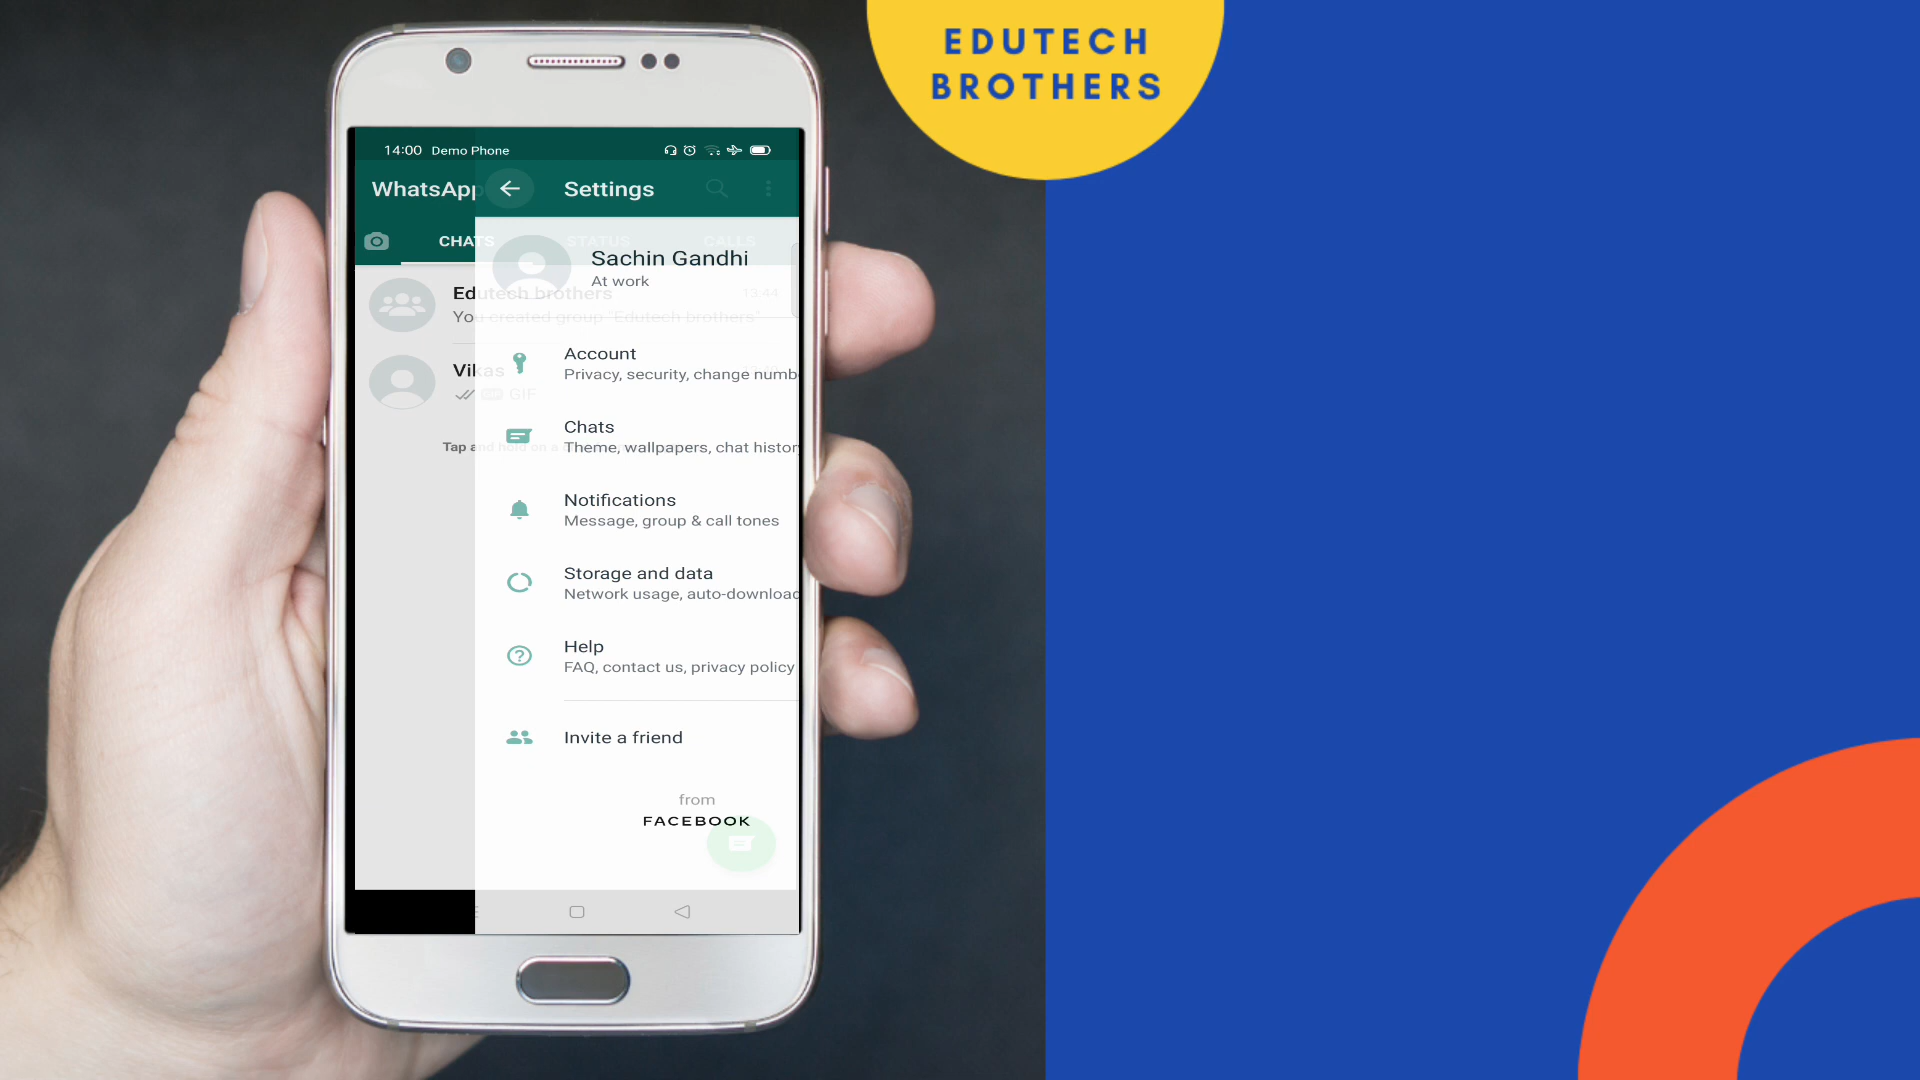 EDUTECH
BROTHERS
14:00 Demo Phone
WhatsApp
Settings
CHATS STATUS CALLS
Sachin Gandhi
At work
Edutech brothers 13:44
You created group "Edutech brothers"
Account
Privacy, security, change numb
Vikas
GIF GIF
Chats
Theme, wallpapers, chat histor
Tap and hold on a
Notifications
Message, group & call tones
Storage and data
Network usage, auto-download
Help
FAQ, contact us, privacy policy
Invite a friend
from
FACEBOOK